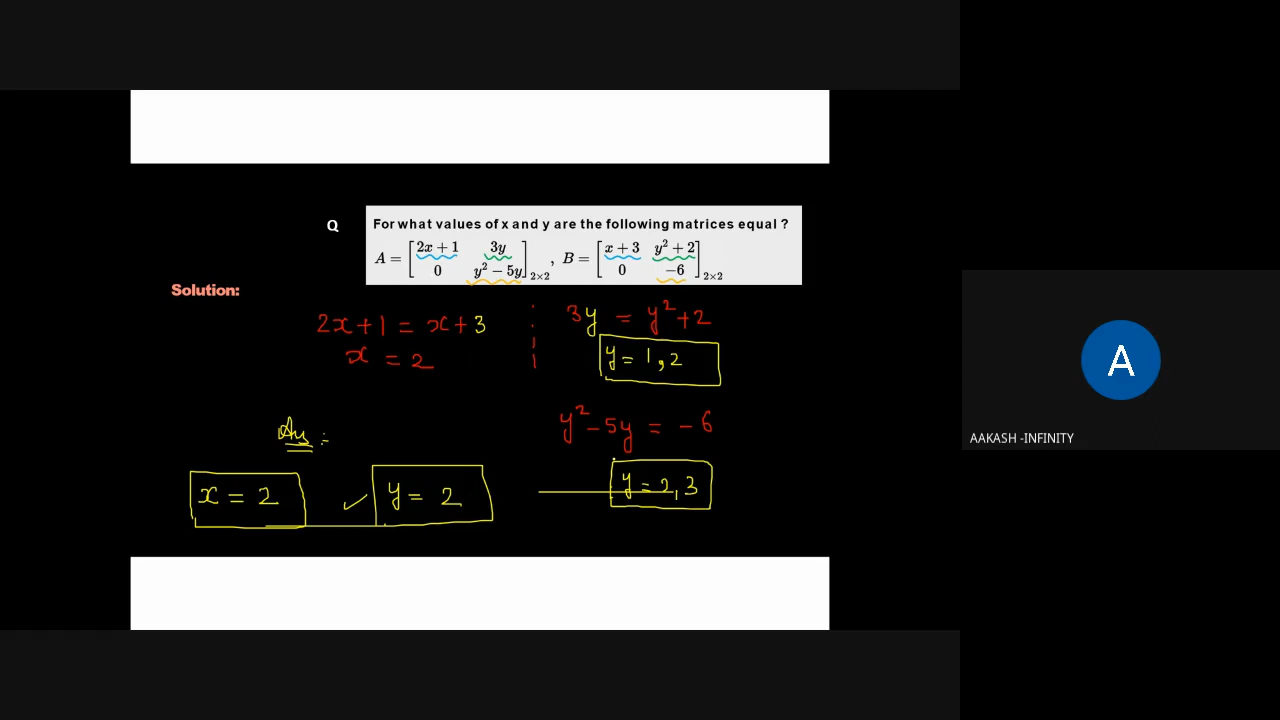 Q For what values of x and y are the following matrices equal ?
A = [2x + 1 3y
0 y² − 5y]2×2 , B = [x + 3 y² + 2
0 −6]2×2
Solution:
2x+1 = x+3
x = 2
3y = y²+2
y = 1,2
y²-5y = -6
y = 2,3
Ans :
x = 2 ✓ y = 2
A
AAKASH -INFINITY